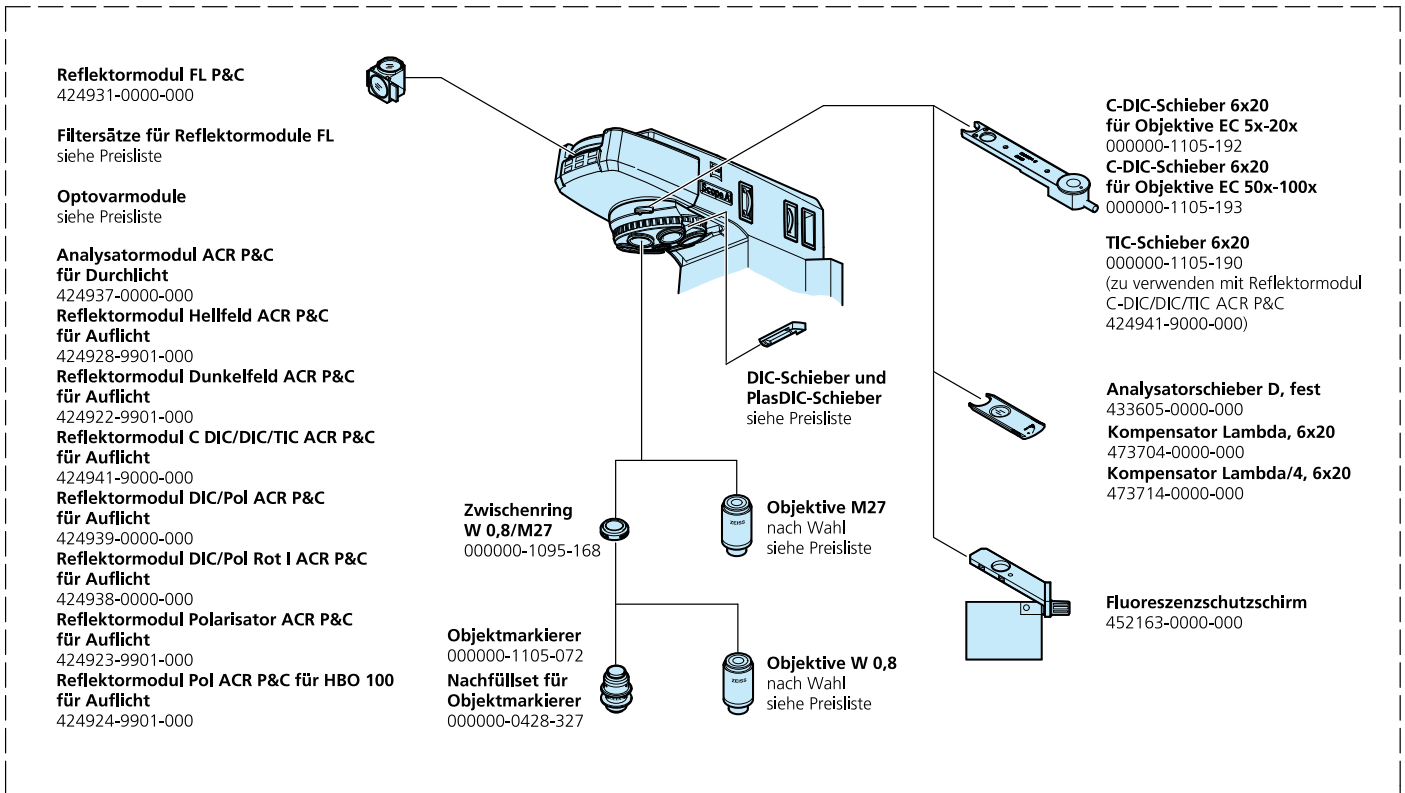 Reflektormodul FL P&C
424931-0000-000
Filtersätze für Reflektormodule FL
siehe Preisliste
Optovarmodule
siehe Preisliste
Analysatormodul ACR P&C
für Durchlicht
424937-0000-000
Reflektormodul Hellfeld ACR P&C
für Auflicht
424928-9901-000
Reflektormodul Dunkelfeld ACR P&C
für Auflicht
424922-9901-000
Reflektormodul C DIC/DIC/TIC ACR P&C
für Auflicht
424941-9000-000
Reflektormodul DIC/Pol ACR P&C
für Auflicht
424939-0000-000
Reflektormodul DIC/Pol Rot I ACR P&C
für Auflicht
424938-0000-000
Reflektormodul Polarisator ACR P&C
für Auflicht
424923-9901-000
Reflektormodul Pol ACR P&C für HBO 100
für Auflicht
424924-9901-000
Scope.A
DIC-Schieber und
PlasDIC-Schieber
siehe Preisliste
Zwischenring
W 0,8/M27
000000-1095-168
ZEISS
Objektive M27
nach Wahl
siehe Preisliste
Objektmarkierer
000000-1105-072
Nachfüllset für
Objektmarkierer
000000-0428-327
ZEISS
Objektive W 0,8
nach Wahl
siehe Preisliste
C-DIC-Schieber 6x20
für Objektive EC 5x-20x
000000-1105-192
C-DIC-Schieber 6x20
für Objektive EC 50x-100x
000000-1105-193
TIC-Schieber 6x20
000000-1105-190
(zu verwenden mit Reflektormodul
C-DIC/DIC/TIC ACR P&C
424941-9000-000)
Analysatorschieber D, fest
433605-0000-000
Kompensator Lambda, 6x20
473704-0000-000
Kompensator Lambda/4, 6x20
473714-0000-000
Fluoreszenzschutzschirm
452163-0000-000